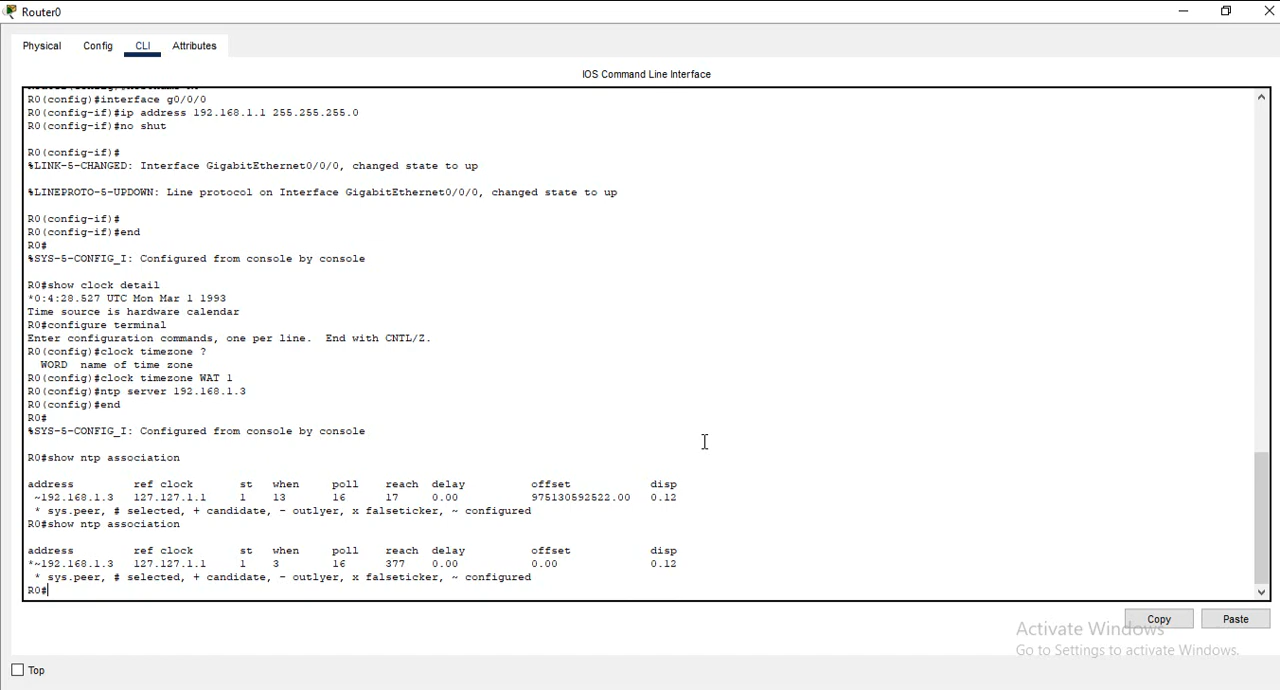 Router0
Physical Config CLI Attributes
IOS Command Line Interface
R0(config)#interface g0/0/0
R0(config-if)#ip address 192.168.1.1 255.255.255.0
R0(config-if)#no shut
R0(config-if)#
%LINK-5-CHANGED: Interface GigabitEthernet0/0/0, changed state to up
%LINEPROTO-5-UPDOWN: Line protocol on Interface GigabitEthernet0/0/0, changed state to up
R0(config-if)#
R0(config-if)#end
R0#
%SYS-5-CONFIG_I: Configured from console by console
R0#show clock detail
*0:4:28.527 UTC Mon Mar 1 1993
Time source is hardware calendar
R0#configure terminal
Enter configuration commands, one per line. End with CNTL/Z.
R0(config)#clock timezone ?
WORD name of time zone
R0(config)#clock timezone WAT 1
R0(config)#ntp server 192.168.1.3
R0(config)#end
R0#
%SYS-5-CONFIG_I: Configured from console by console
R0#show ntp association
address ref clock st when poll reach delay offset disp
~192.168.1.3 127.127.1.1 1 13 16 17 0.00 975130592522.00 0.12
* sys.peer, # selected, + candidate, - outlyer, x falseticker, ~ configured
R0#show ntp association
address ref clock st when poll reach delay offset disp
*~192.168.1.3 127.127.1.1 1 3 16 377 0.00 0.00 0.12
* sys.peer, # selected, + candidate, - outlyer, x falseticker, ~ configured
R0#
Copy Paste
Activate Windows
Go to Settings to activate Windows.
Top